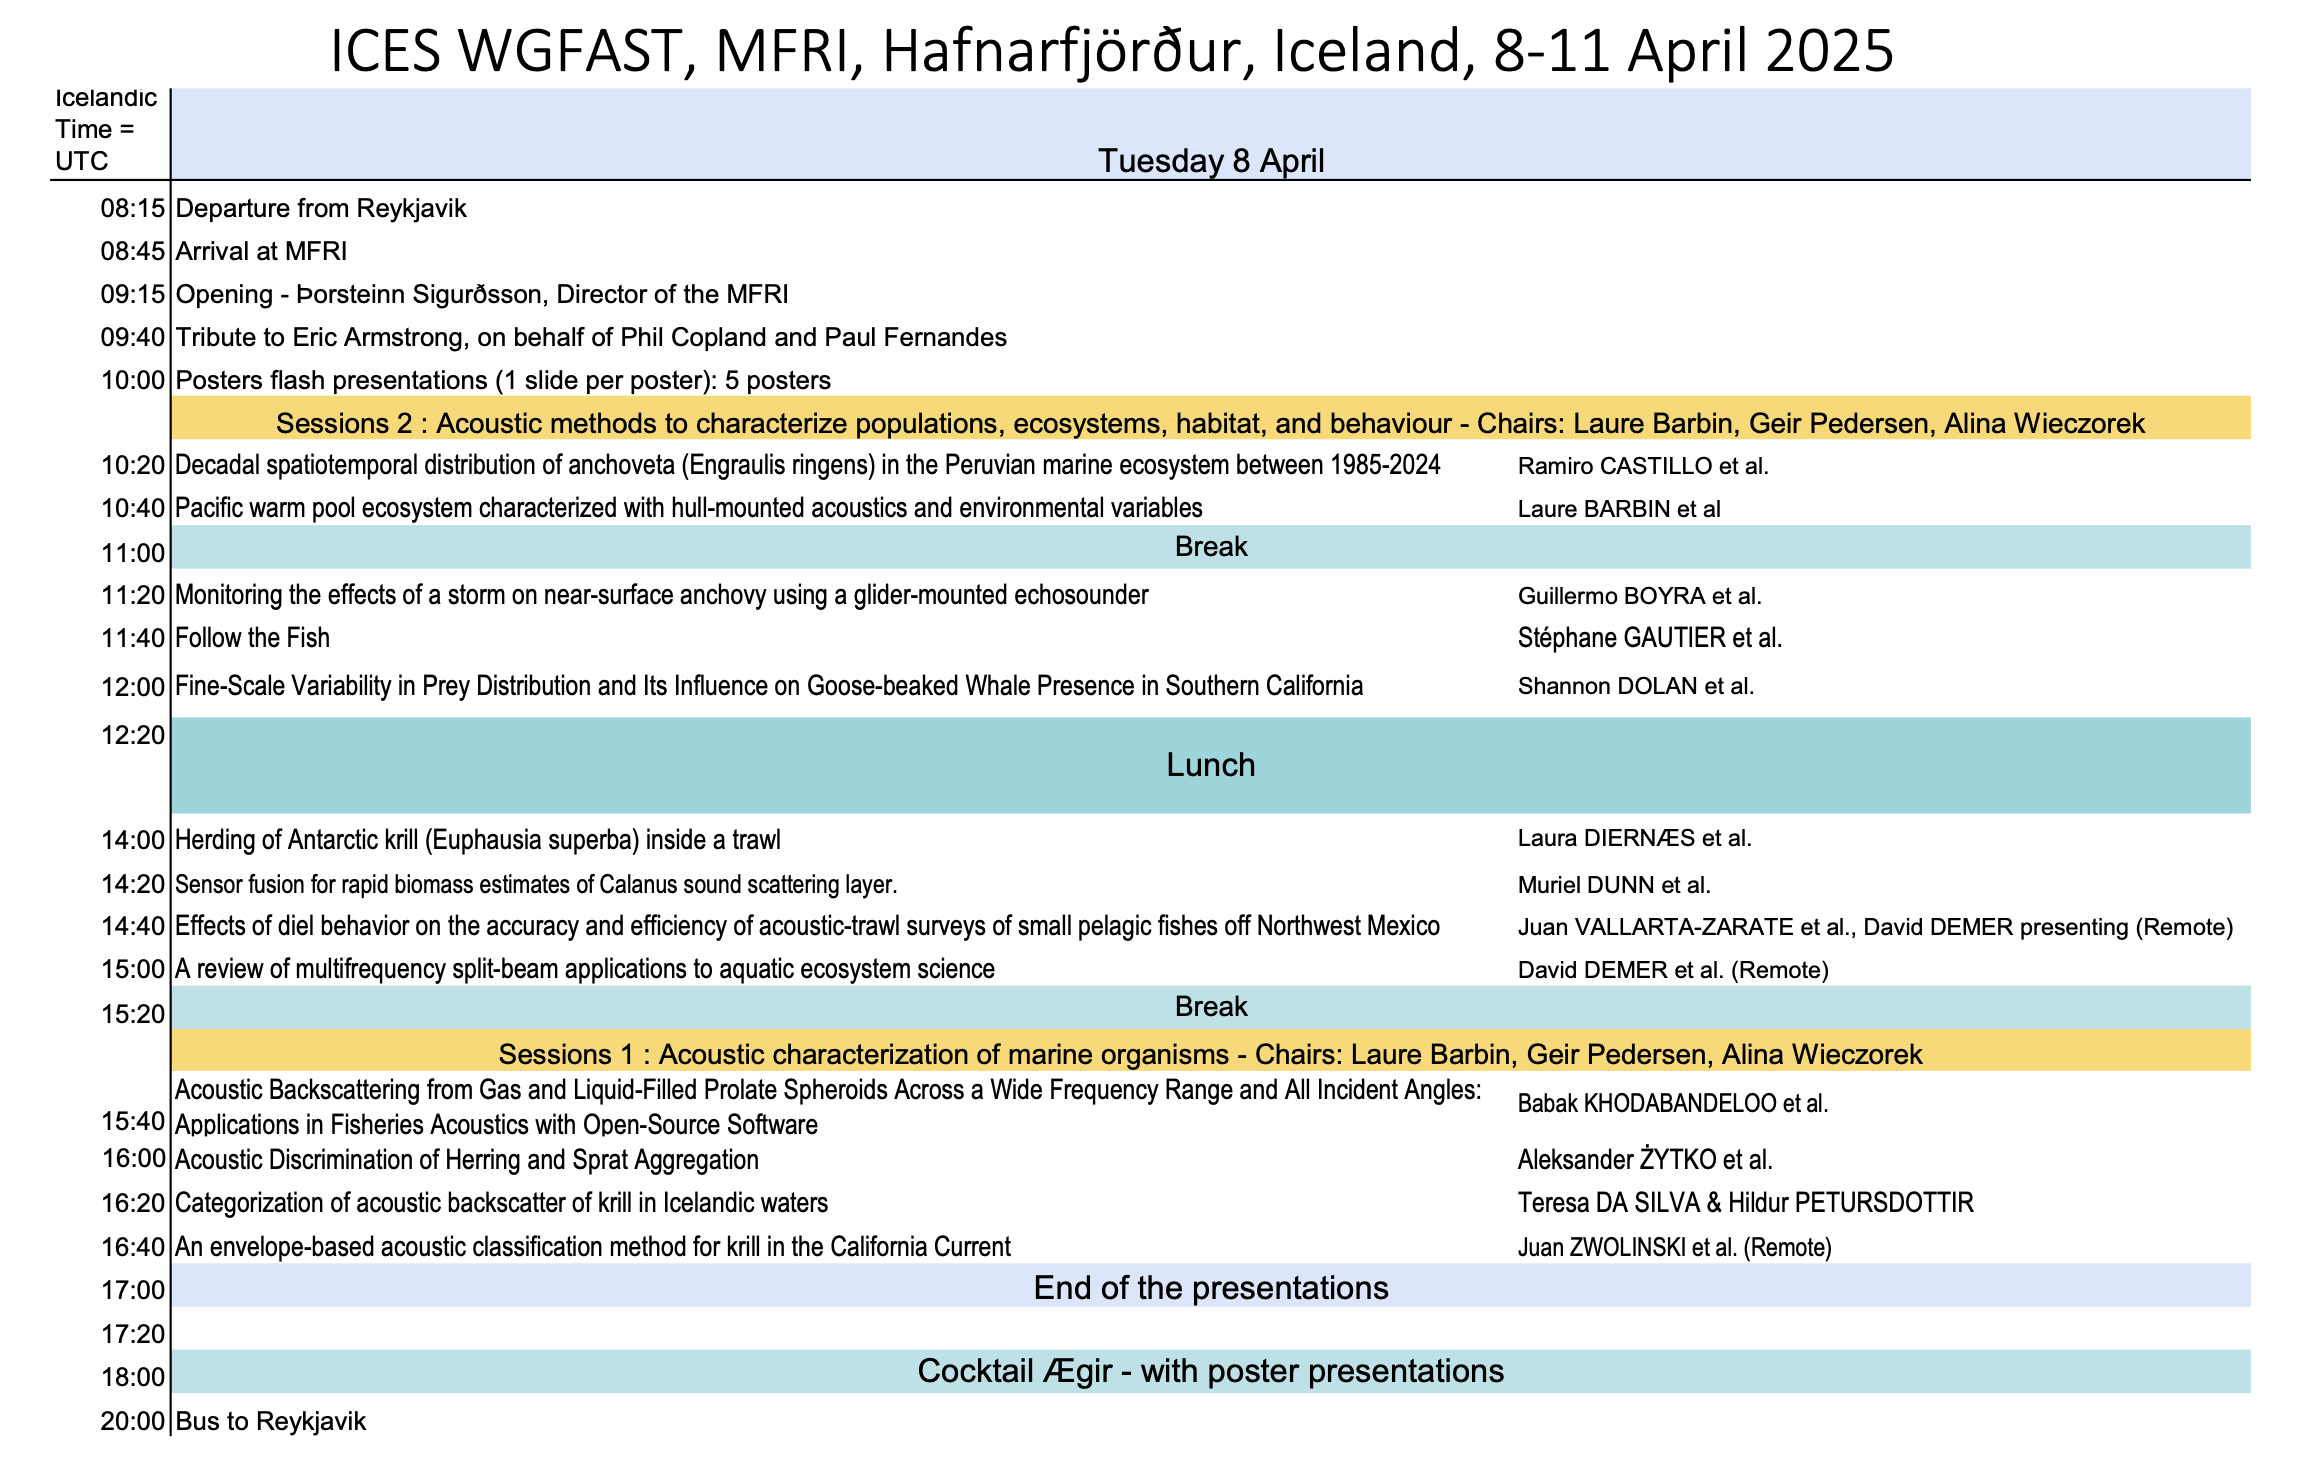 ICES WGFAST, MFRI, Hafnarfjörður, Iceland, 8-11 April 2025
Icelandic
Time =
UTC
Tuesday 8 April
08:15 Departure from Reykjavik
08:45 Arrival at MFRI
09:15 Opening - Þorsteinn Sigurðsson, Director of the MFRI
09:40 Tribute to Eric Armstrong, on behalf of Phil Copland and Paul Fernandes
10:00 Posters flash presentations (1 slide per poster): 5 posters
Sessions 2 : Acoustic methods to characterize populations, ecosystems, habitat, and behaviour - Chairs: Laure Barbin, Geir Pedersen, Alina Wieczorek
10:20 Decadal spatiotemporal distribution of anchoveta (Engraulis ringens) in the Peruvian marine ecosystem between 1985-2024 Ramiro CASTILLO et al.
10:40 Pacific warm pool ecosystem characterized with hull-mounted acoustics and environmental variables Laure BARBIN et al
11:00 Break
11:20 Monitoring the effects of a storm on near-surface anchovy using a glider-mounted echosounder Guillermo BOYRA et al.
11:40 Follow the Fish Stéphane GAUTIER et al.
12:00 Fine-Scale Variability in Prey Distribution and Its Influence on Goose-beaked Whale Presence in Southern California Shannon DOLAN et al.
12:20 Lunch
14:00 Herding of Antarctic krill (Euphausia superba) inside a trawl Laura DIERNÆS et al.
14:20 Sensor fusion for rapid biomass estimates of Calanus sound scattering layer. Muriel DUNN et al.
14:40 Effects of diel behavior on the accuracy and efficiency of acoustic-trawl surveys of small pelagic fishes off Northwest Mexico Juan VALLARTA-ZARATE et al., David DEMER presenting (Remote)
15:00 A review of multifrequency split-beam applications to aquatic ecosystem science David DEMER et al. (Remote)
15:20 Break
Sessions 1 : Acoustic characterization of marine organisms - Chairs: Laure Barbin, Geir Pedersen, Alina Wieczorek
Acoustic Backscattering from Gas and Liquid-Filled Prolate Spheroids Across a Wide Frequency Range and All Incident Angles: Babak KHODABANDELOO et al.
15:40 Applications in Fisheries Acoustics with Open-Source Software
16:00 Acoustic Discrimination of Herring and Sprat Aggregation Aleksander ŻYTKO et al.
16:20 Categorization of acoustic backscatter of krill in Icelandic waters Teresa DA SILVA & Hildur PETURSDOTTIR
16:40 An envelope-based acoustic classification method for krill in the California Current Juan ZWOLINSKI et al. (Remote)
17:00 End of the presentations
17:20
18:00 Cocktail Ægir - with poster presentations
20:00 Bus to Reykjavik